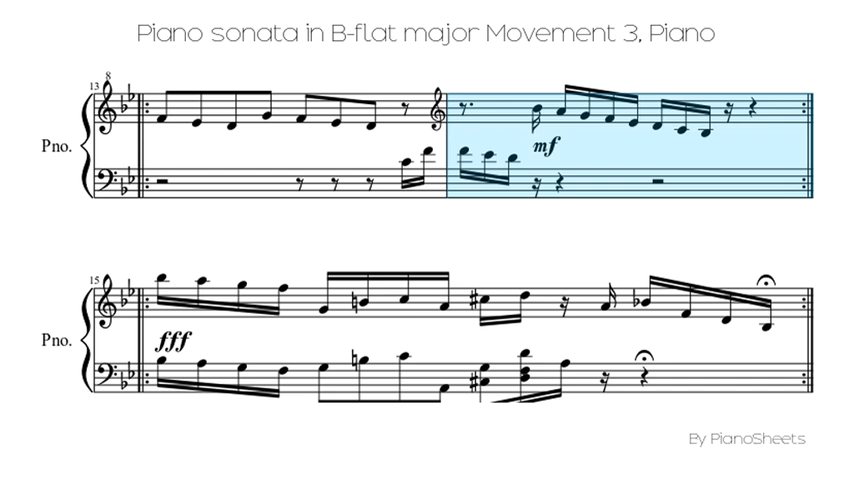 Piano sonata in B-flat major Movement 3, Piano
13
8
Pno.
mf
15
Pno.
fff
By PianoSheets